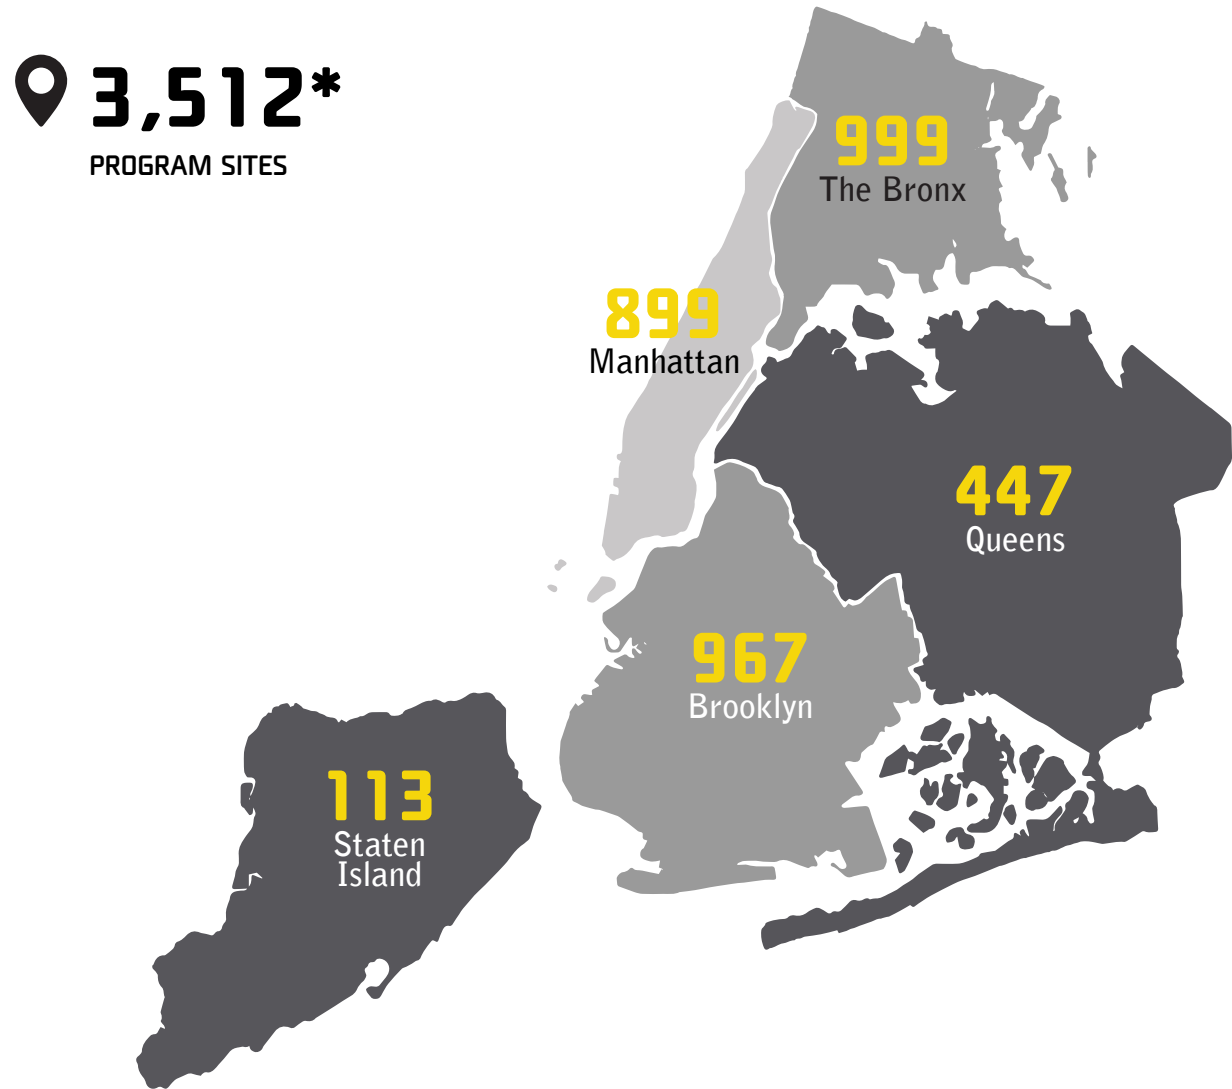 3,512*
PROGRAM SITES
999
The Bronx
899
Manhattan
447
Queens
967
Brooklyn
113
Staten
Island